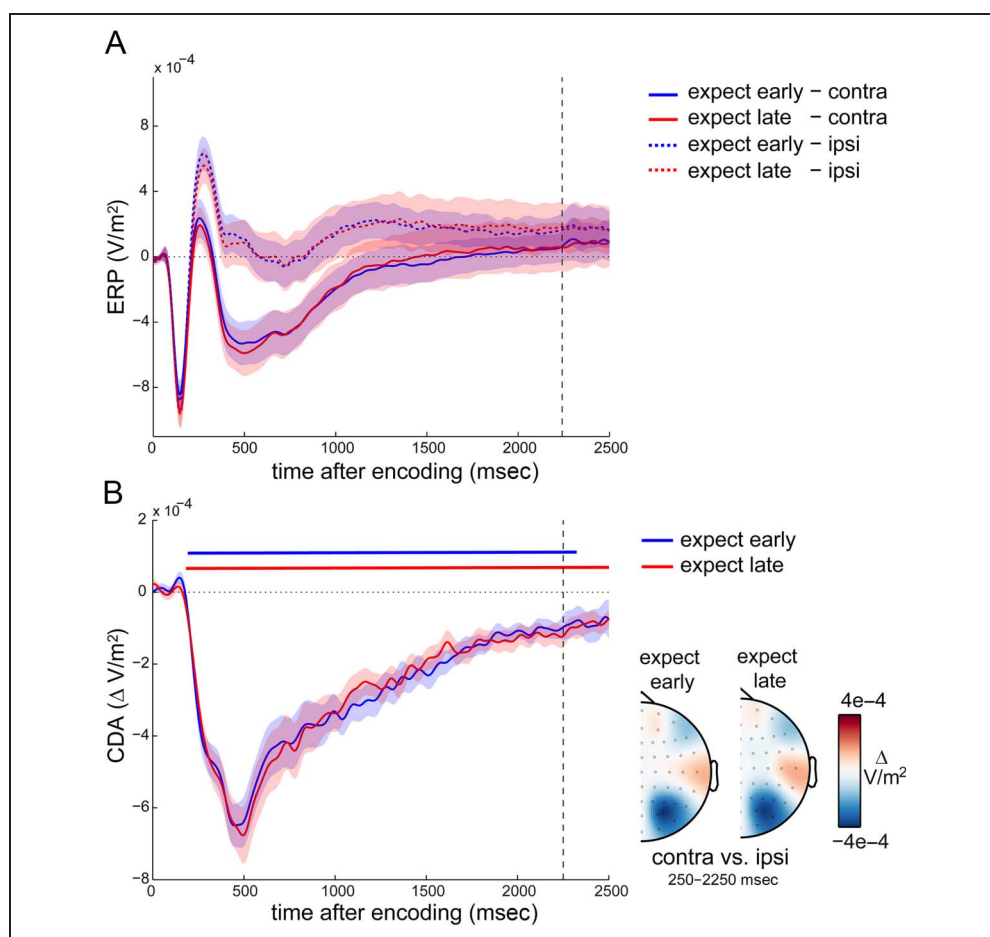 A
x 10⁻⁴
8
4
0
−4
−8
ERP (V/m²)
0 500 1000 1500 2000 2500
time after encoding (msec)
expect early − contra
expect late − contra
expect early − ipsi
expect late − ipsi
B
x 10⁻⁴
2
0
−2
−4
−6
−8
CDA (Δ V/m²)
0 500 1000 1500 2000 2500
time after encoding (msec)
expect early
expect late
expect expect
early late
4e−4
Δ
V/m²
−4e−4
contra vs. ipsi
250−2250 msec